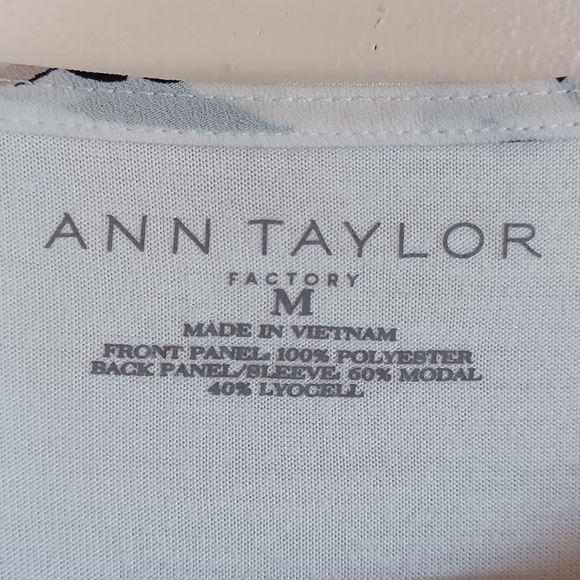 ANN TAYLOR
FACTORY
M
MADE IN VIETNAM
FRONT PANEL: 100% POLYESTER
BACK PANEL/SLEEVE: 60% MODAL
40% LYOCELL